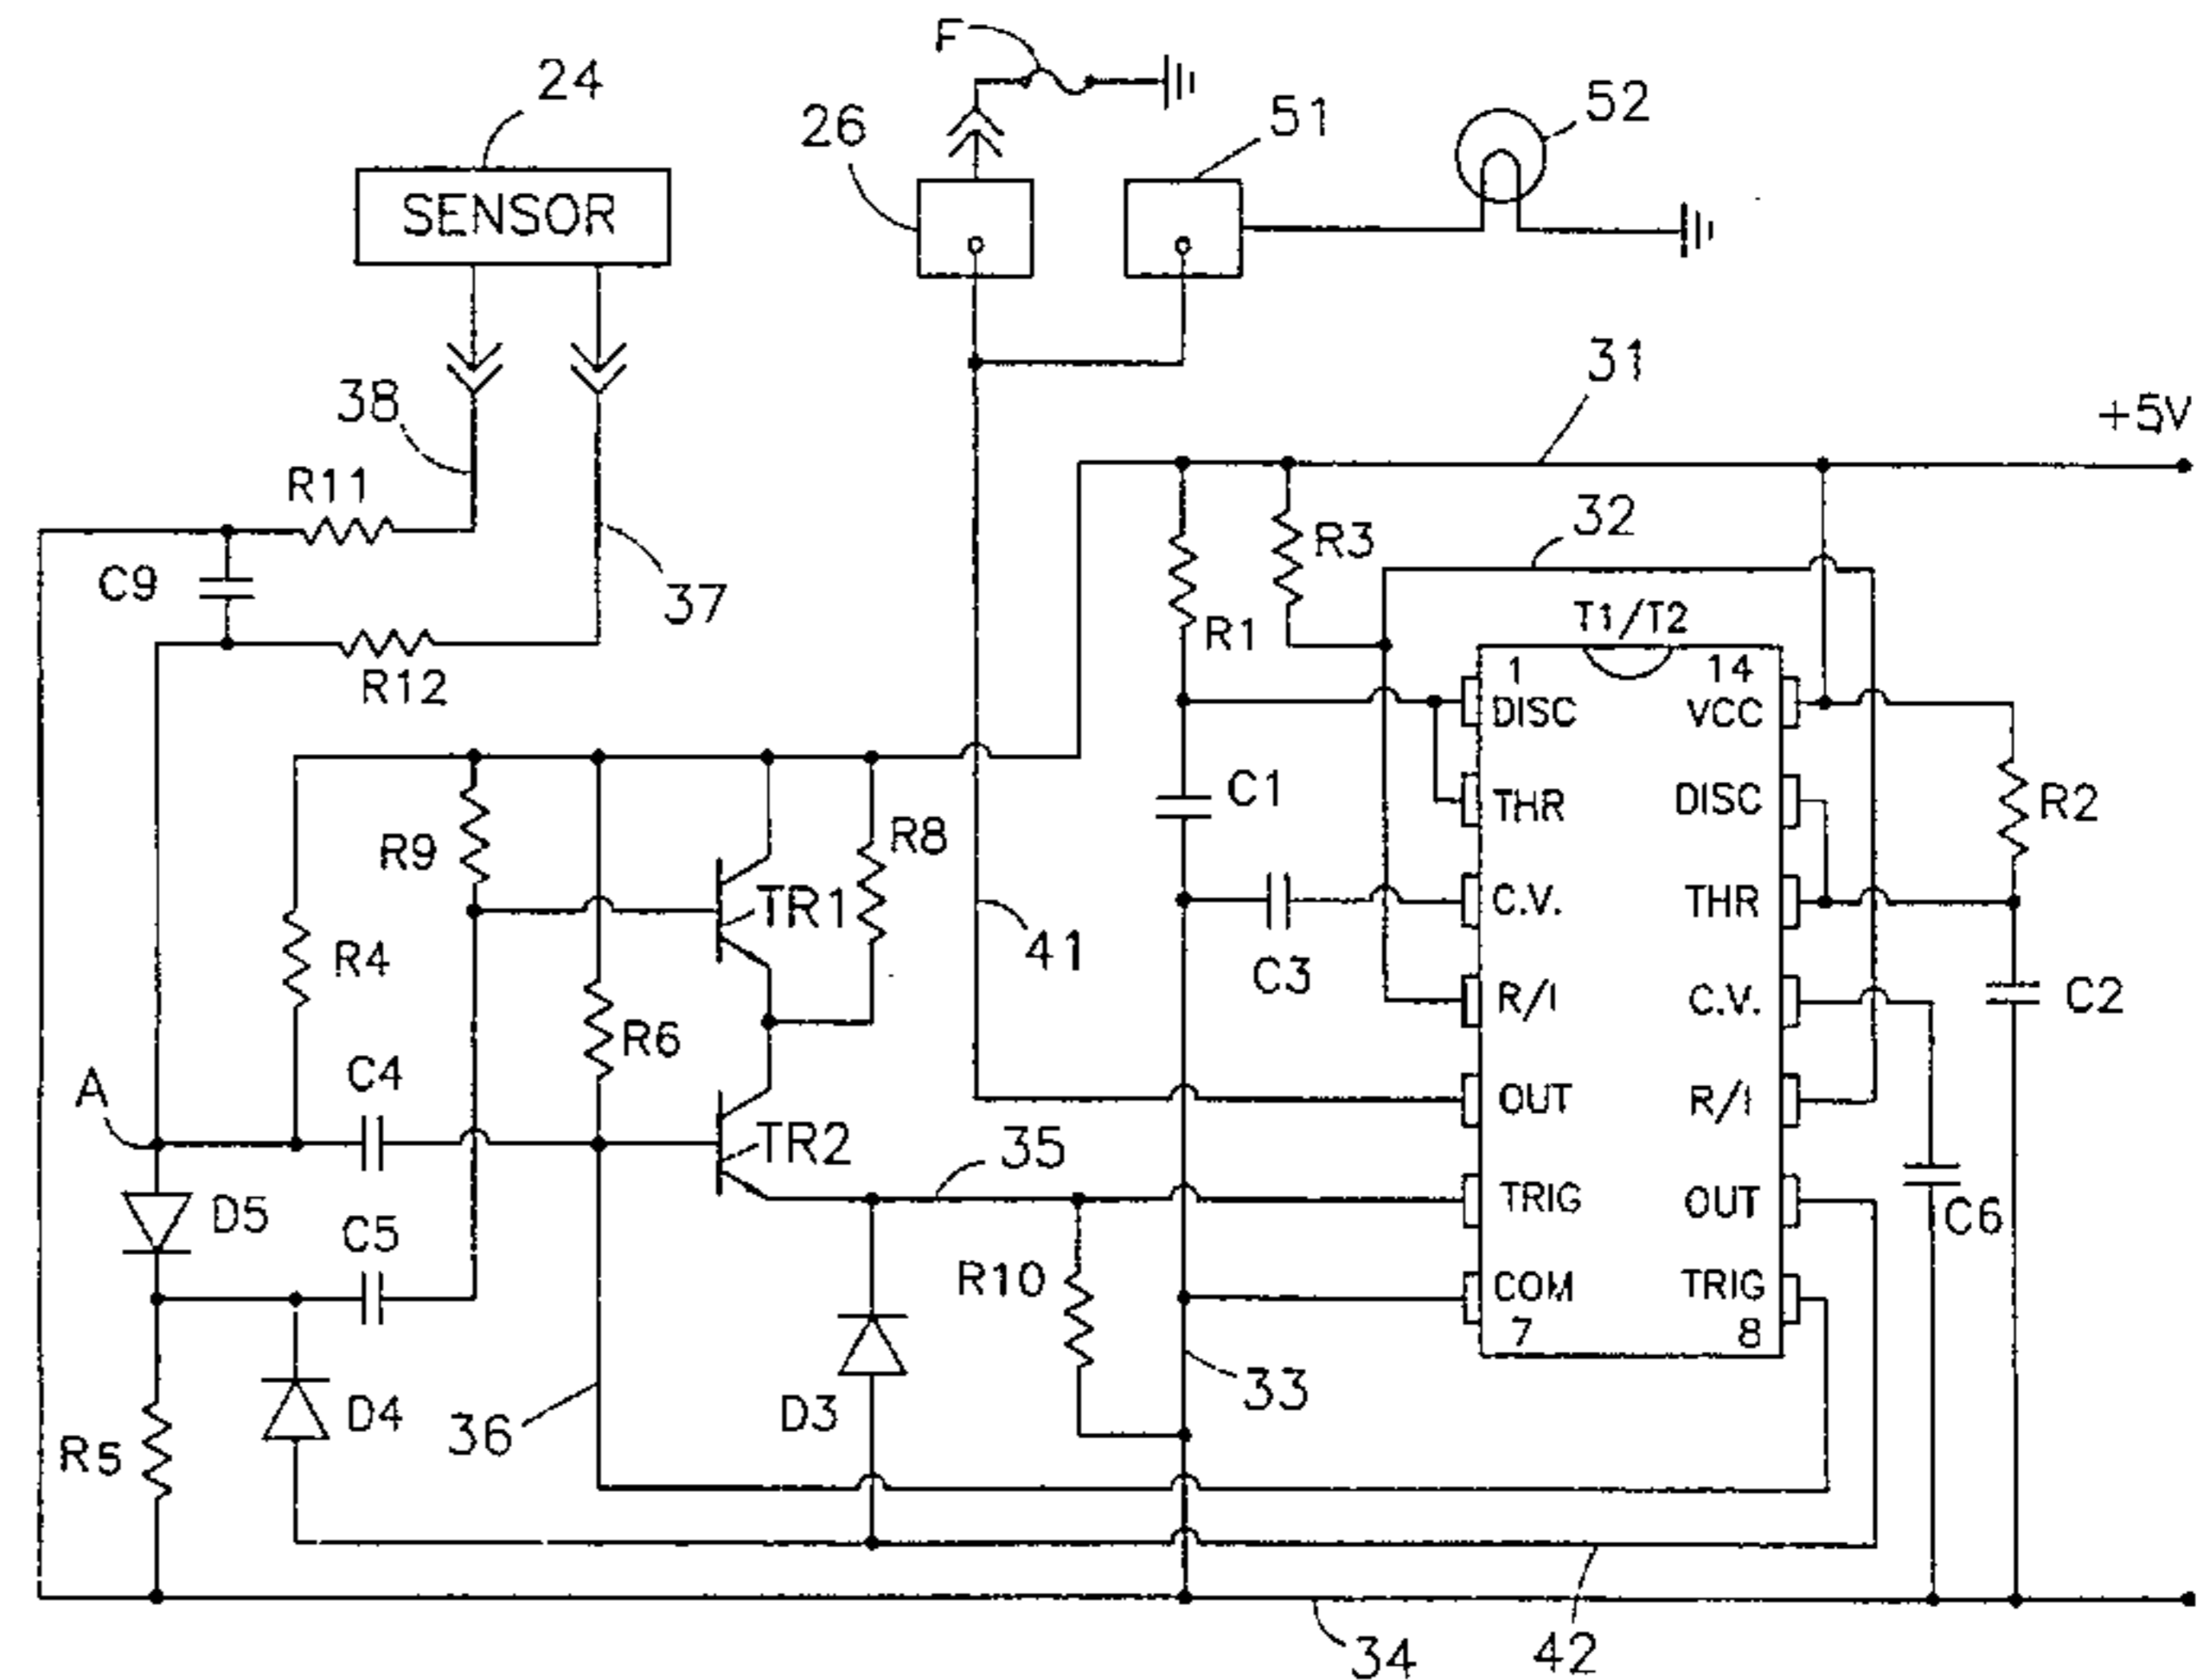 F
24
26
51
52
SENSOR
38
31
+5V
R11
32
R3
C9
37
T1/T2
R1
R12
1
14
DISC
VCC
C1
THR
DISC
R2
R9
R8
TR1
C.V.
THR
R4
41
C3
R/I
C.V.
C2
R6
C4
A
OUT
R/I
TR2
35
D5
C5
TRIG
OUT
C6
R10
COM
TRIG
7
8
D4
D3
33
36
R5
34
42